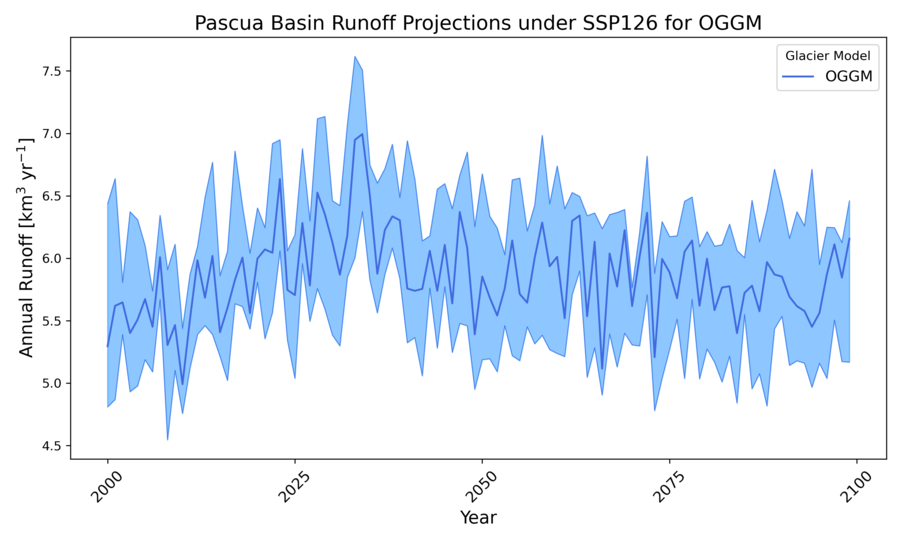 Pascua Basin Runoff Projections under SSP126 for OGGM
Glacier Model
OGGM
Annual Runoff [km³ yr⁻¹]
7.5
7.0
6.5
6.0
5.5
5.0
4.5
2000
2025
2050
2075
2100
Year